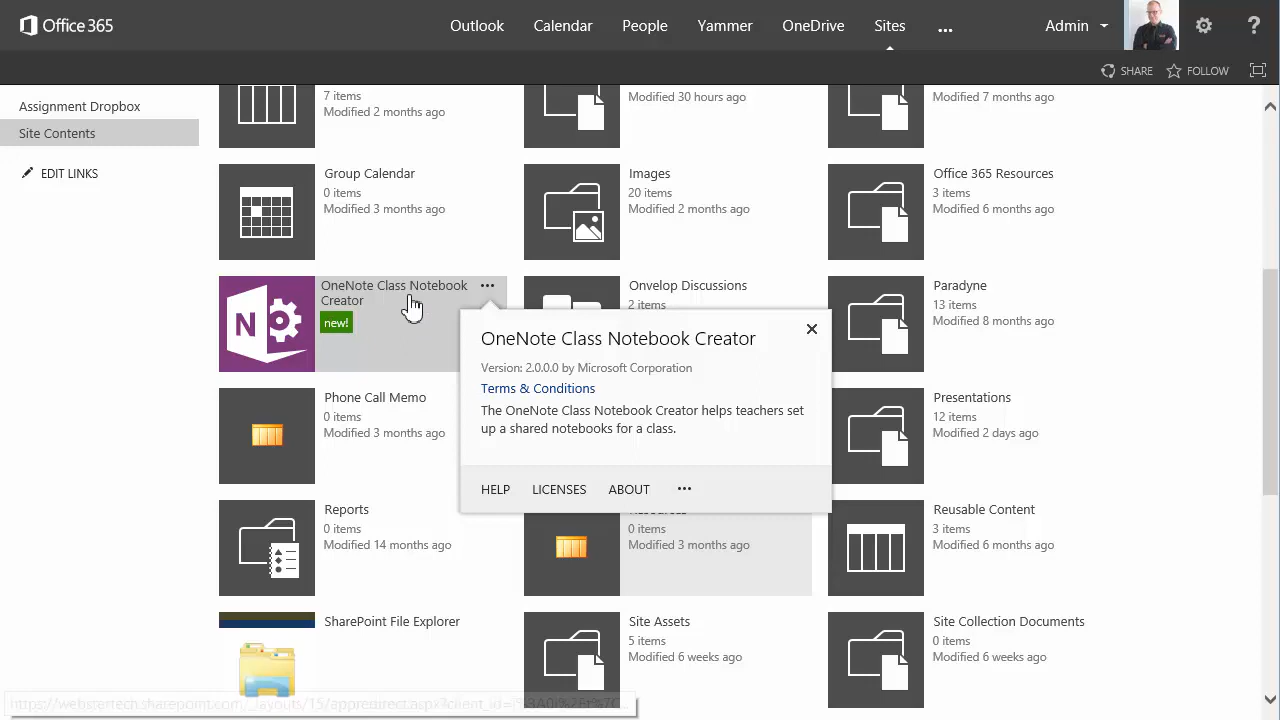 Office 365
Outlook
Calendar
People
Yammer
OneDrive
Sites
...
Admin
?
SHARE
FOLLOW
Assignment Dropbox
Site Contents
EDIT LINKS
7 items
Modified 2 months ago
Modified 30 hours ago
Modified 7 months ago
Group Calendar
0 items
Modified 3 months ago
Images
20 items
Modified 2 months ago
Office 365 Resources
3 items
Modified 6 months ago
N
OneNote Class Notebook
Creator
new!
...
Onvelop Discussions
2 items
Paradyne
13 items
Modified 8 months ago
OneNote Class Notebook Creator
Version: 2.0.0.0 by Microsoft Corporation
Terms & Conditions
The OneNote Class Notebook Creator helps teachers set
up a shared notebooks for a class.
HELP
LICENSES
ABOUT
...
Phone Call Memo
0 items
Modified 3 months ago
Presentations
12 items
Modified 2 days ago
Reports
0 items
Modified 14 months ago
Resources
0 items
Modified 3 months ago
Reusable Content
3 items
Modified 6 months ago
SharePoint File Explorer
Site Assets
5 items
Modified 6 weeks ago
Site Collection Documents
0 items
Modified 6 weeks ago